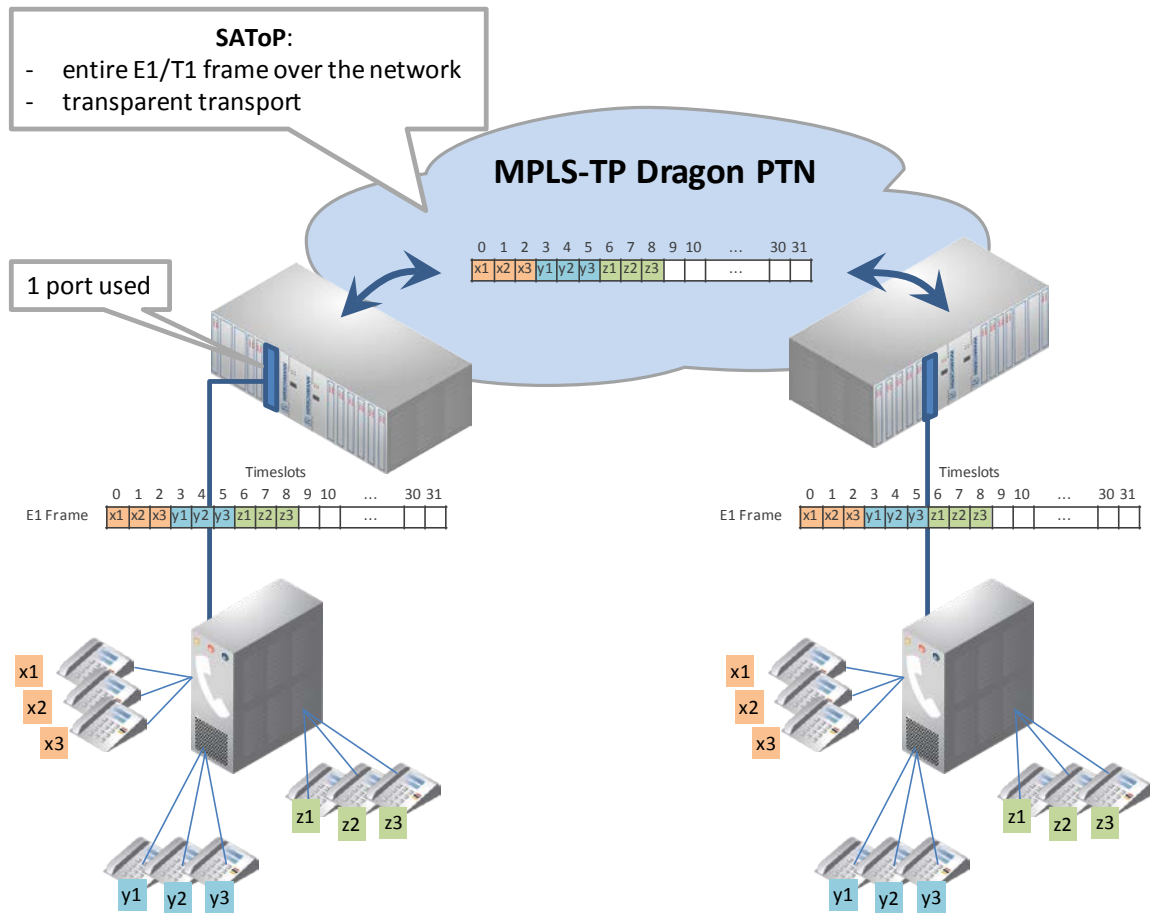 SAToP:
- entire E1/T1 frame over the network
- transparent transport
MPLS-TP Dragon PTN
0 1 2 3 4 5 6 7 8 9 10 ... 30 31
x1 x2 x3 y1 y2 y3 z1 z2 z3 ...
1 port used
Timeslots
0 1 2 3 4 5 6 7 8 9 10 ... 30 31
E1 Frame x1 x2 x3 y1 y2 y3 z1 z2 z3 ...
Timeslots
0 1 2 3 4 5 6 7 8 9 10 ... 30 31
E1 Frame x1 x2 x3 y1 y2 y3 z1 z2 z3 ...
x1
x2
x3
z1 z2 z3
y1 y2 y3
x1
x2
x3
z1 z2 z3
y1 y2 y3